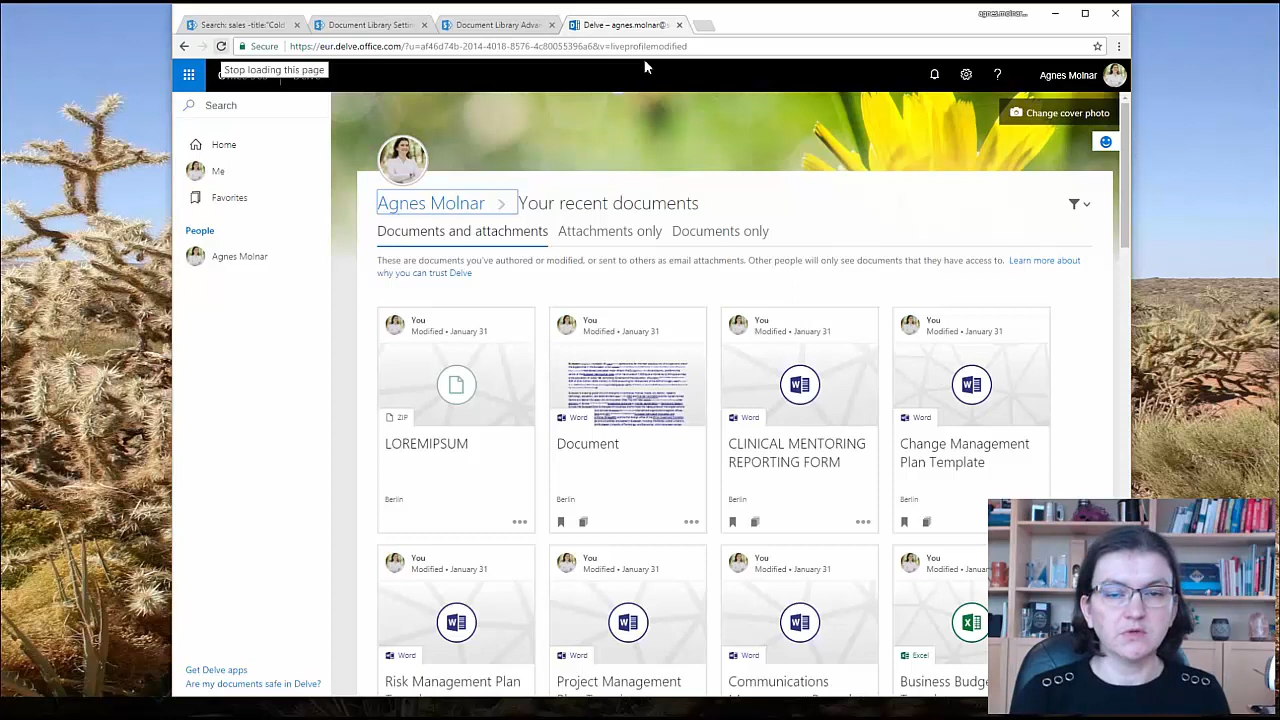 Search: sales -title:"Cold
Document Library Settin
Document Library Adva
Delve – agnes.molnar@s
agnes.molnar...
Secure
https://eur.delve.office.com/?u=af46d74b-2014-4018-8576-4c80055396a6&v=liveprofilemodified
Stop loading this page
Agnes Molnar
Search
Change cover photo
Home
Me
Favorites
People
Agnes Molnar
Agnes Molnar > Your recent documents
Documents and attachments
Attachments only
Documents only
These are documents you've authored or modified, or sent to others as email attachments. Other people will only see documents that they have access to. Learn more about
why you can trust Delve
You
Modified • January 31
ZIP
LOREMIPSUM
Berlin
You
Modified • January 31
Word
Document
Berlin
You
Modified • January 31
Word
CLINICAL MENTORING
REPORTING FORM
Berlin
You
Modified • January 31
Word
Change Management
Plan Template
Berlin
You
Modified • January 31
Word
Risk Management Plan
You
Modified • January 31
Word
Project Management
You
Modified • January 31
Word
Communications
You
Modified • January 31
Excel
Business Budge
Get Delve apps
Are my documents safe in Delve?